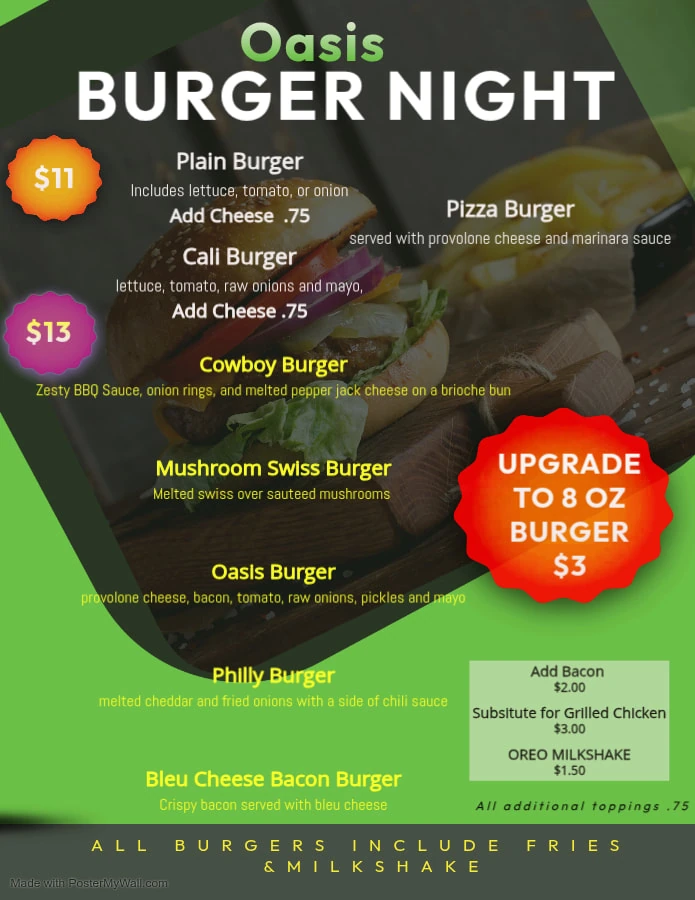 Oasis
BURGER NIGHT
$11
Plain Burger
Includes lettuce, tomato, or onion
Add Cheese .75
Pizza Burger
served with provolone cheese and marinara sauce
Cali Burger
lettuce, tomato, raw onions and mayo,
Add Cheese .75
$13
Cowboy Burger
Zesty BBQ Sauce, onion rings, and melted pepper jack cheese on a brioche bun
Mushroom Swiss Burger
Melted swiss over sauteed mushrooms
UPGRADE
TO 8 OZ
BURGER
$3
Oasis Burger
provolone cheese, bacon, tomato, raw onions, pickles and mayo
Philly Burger
melted cheddar and fried onions with a side of chili sauce
Add Bacon
$2.00
Subsitute for Grilled Chicken
$3.00
OREO MILKSHAKE
$1.50
Bleu Cheese Bacon Burger
Crispy bacon served with bleu cheese
All additional toppings .75
ALL BURGERS INCLUDE FRIES
&MILKSHAKE
Made with PosterMyWall.com